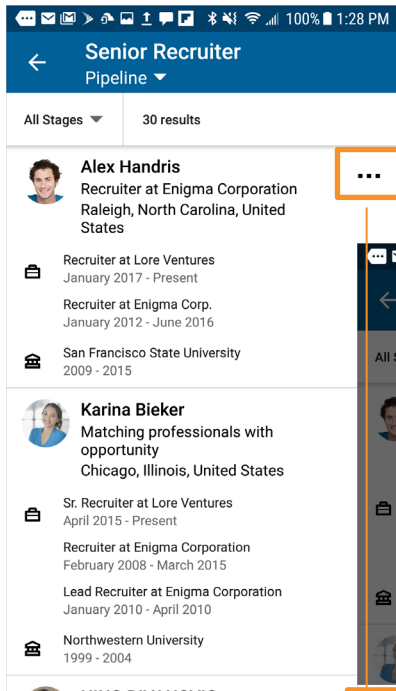 100% 1:28 PM
Senior Recruiter
Pipeline
All Stages
30 results
Alex Handris
Recruiter at Enigma Corporation
Raleigh, North Carolina, United
States
Recruiter at Lore Ventures
January 2017 - Present
Recruiter at Enigma Corp.
January 2012 - June 2016
San Francisco State University
2009 - 2015
All
Karina Bieker
Matching professionals with
opportunity
Chicago, Illinois, United States
Sr. Recruiter at Lore Ventures
April 2015 - Present
Recruiter at Enigma Corporation
February 2008 - March 2015
Lead Recruiter at Enigma Corporation
January 2010 - April 2010
Northwestern University
1999 - 2004